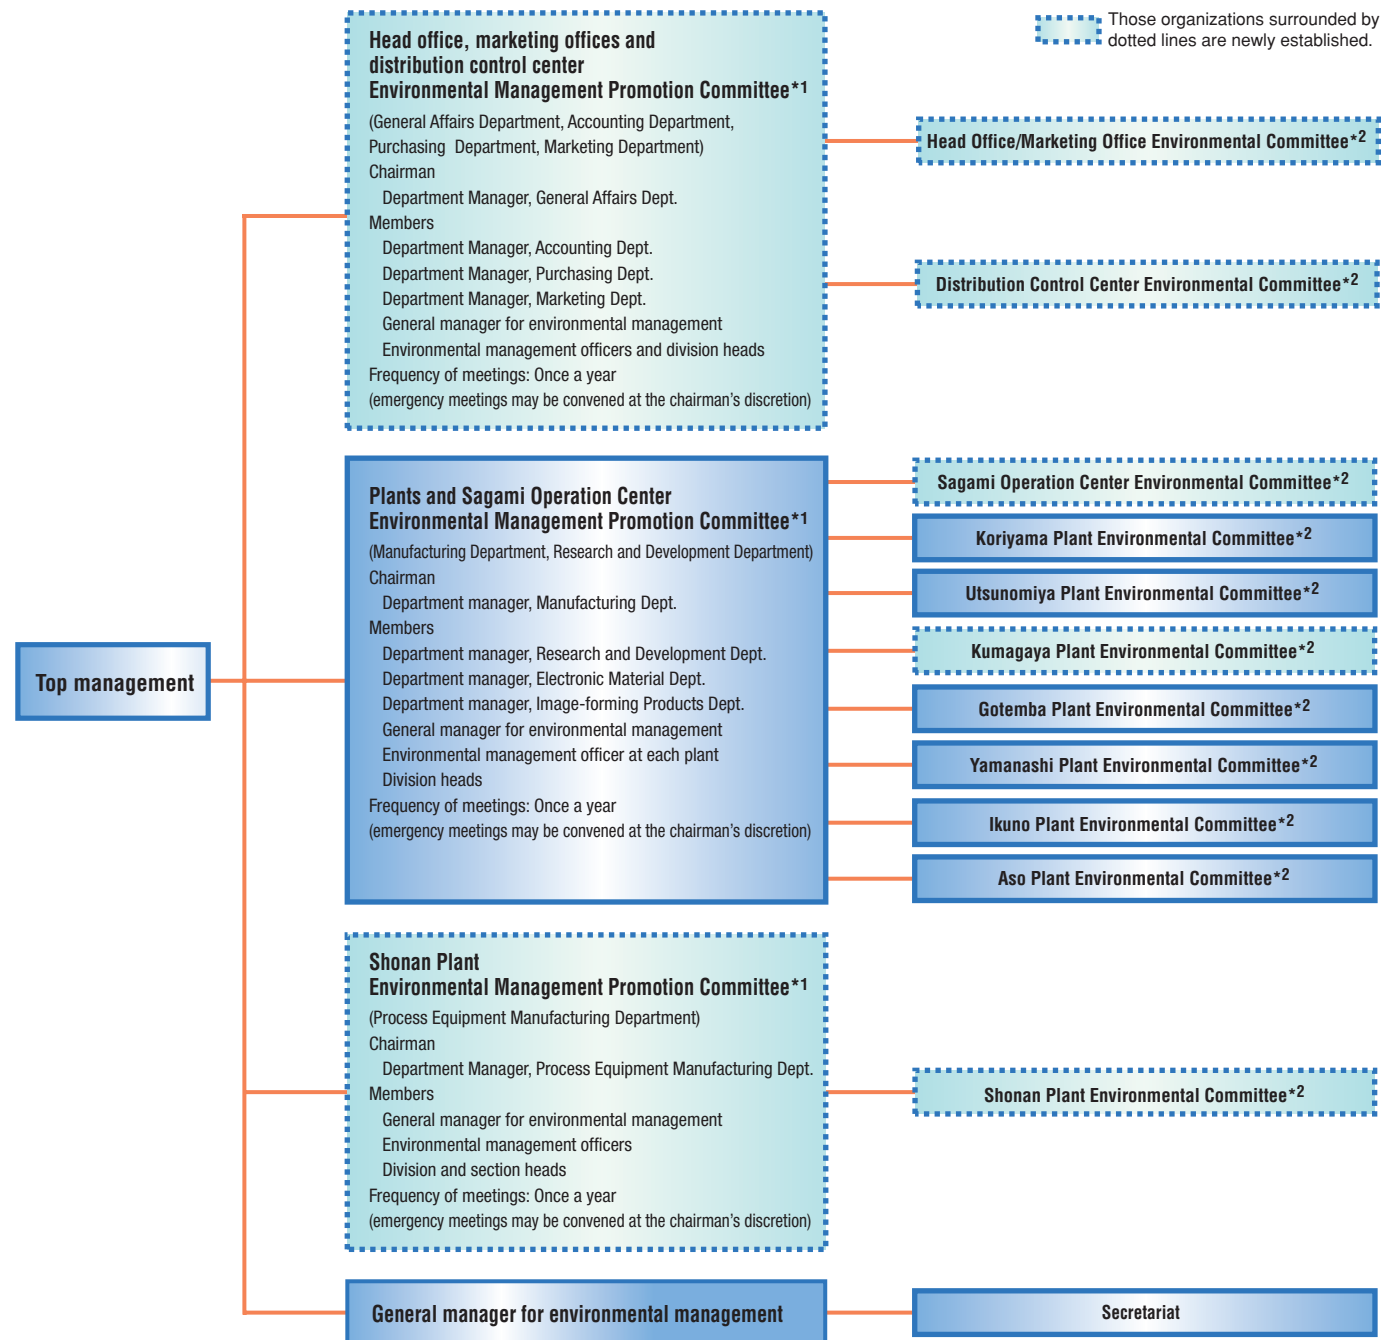 Those organizations surrounded by
dotted lines are newly established.
Head office, marketing offices and
distribution control center
Environmental Management Promotion Committee*1
(General Affairs Department, Accounting Department,
Purchasing Department, Marketing Department)
Chairman
Department Manager, General Affairs Dept.
Members
Department Manager, Accounting Dept.
Department Manager, Purchasing Dept.
Department Manager, Marketing Dept.
General manager for environmental management
Environmental management officers and division heads
Frequency of meetings: Once a year
(emergency meetings may be convened at the chairman's discretion)
Head Office/Marketing Office Environmental Committee*2
Distribution Control Center Environmental Committee*2
Top management
Plants and Sagami Operation Center
Environmental Management Promotion Committee*1
(Manufacturing Department, Research and Development Department)
Chairman
Department manager, Manufacturing Dept.
Members
Department manager, Research and Development Dept.
Department manager, Electronic Material Dept.
Department manager, Image-forming Products Dept.
General manager for environmental management
Environmental management officer at each plant
Division heads
Frequency of meetings: Once a year
(emergency meetings may be convened at the chairman's discretion)
Sagami Operation Center Environmental Committee*2
Koriyama Plant Environmental Committee*2
Utsunomiya Plant Environmental Committee*2
Kumagaya Plant Environmental Committee*2
Gotemba Plant Environmental Committee*2
Yamanashi Plant Environmental Committee*2
Ikuno Plant Environmental Committee*2
Aso Plant Environmental Committee*2
Shonan Plant
Environmental Management Promotion Committee*1
(Process Equipment Manufacturing Department)
Chairman
Department Manager, Process Equipment Manufacturing Dept.
Members
General manager for environmental management
Environmental management officers
Division and section heads
Frequency of meetings: Once a year
(emergency meetings may be convened at the chairman's discretion)
Shonan Plant Environmental Committee*2
General manager for environmental management
Secretariat